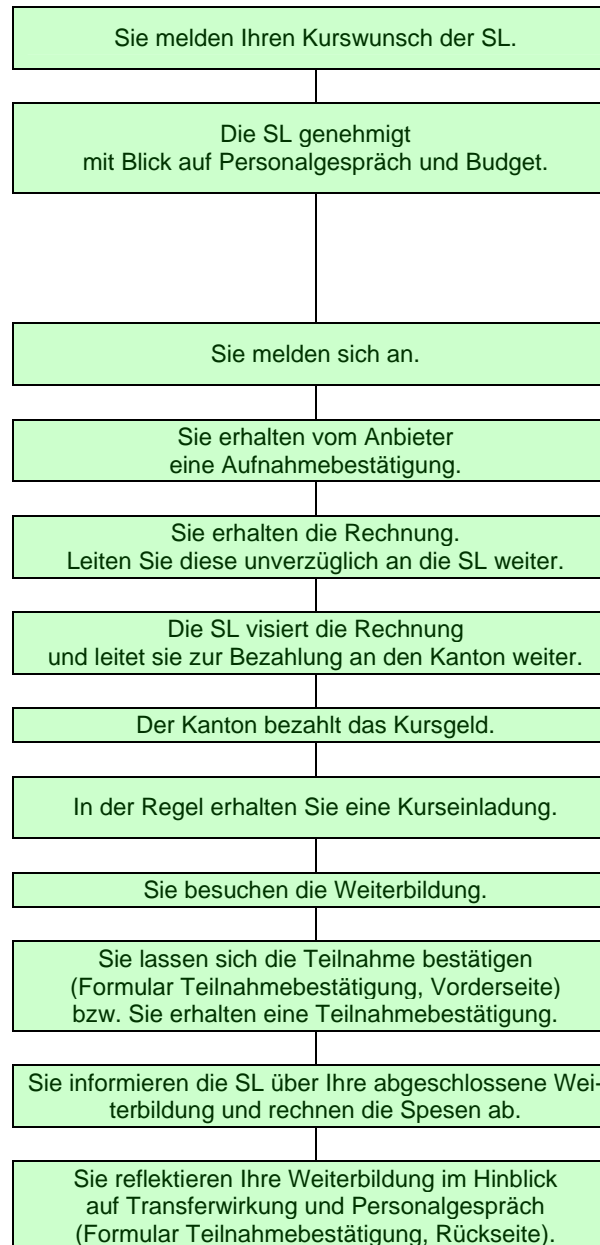 Sie melden Ihren Kurswunsch der SL.
Die SL genehmigt
mit Blick auf Personalgespräch und Budget.
Sie melden sich an.
Sie erhalten vom Anbieter
eine Aufnahmebestätigung.
Sie erhalten die Rechnung.
Leiten Sie diese unverzüglich an die SL weiter.
Die SL visiert die Rechnung
und leitet sie zur Bezahlung an den Kanton weiter.
Der Kanton bezahlt das Kursgeld.
In der Regel erhalten Sie eine Kurseinladung.
Sie besuchen die Weiterbildung.
Sie lassen sich die Teilnahme bestätigen
(Formular Teilnahmebestätigung, Vorderseite)
bzw. Sie erhalten eine Teilnahmebestätigung.
Sie informieren die SL über Ihre abgeschlossene Wei-
terbildung und rechnen die Spesen ab.
Sie reflektieren Ihre Weiterbildung im Hinblick
auf Transferwirkung und Personalgespräch
(Formular Teilnahmebestätigung, Rückseite).